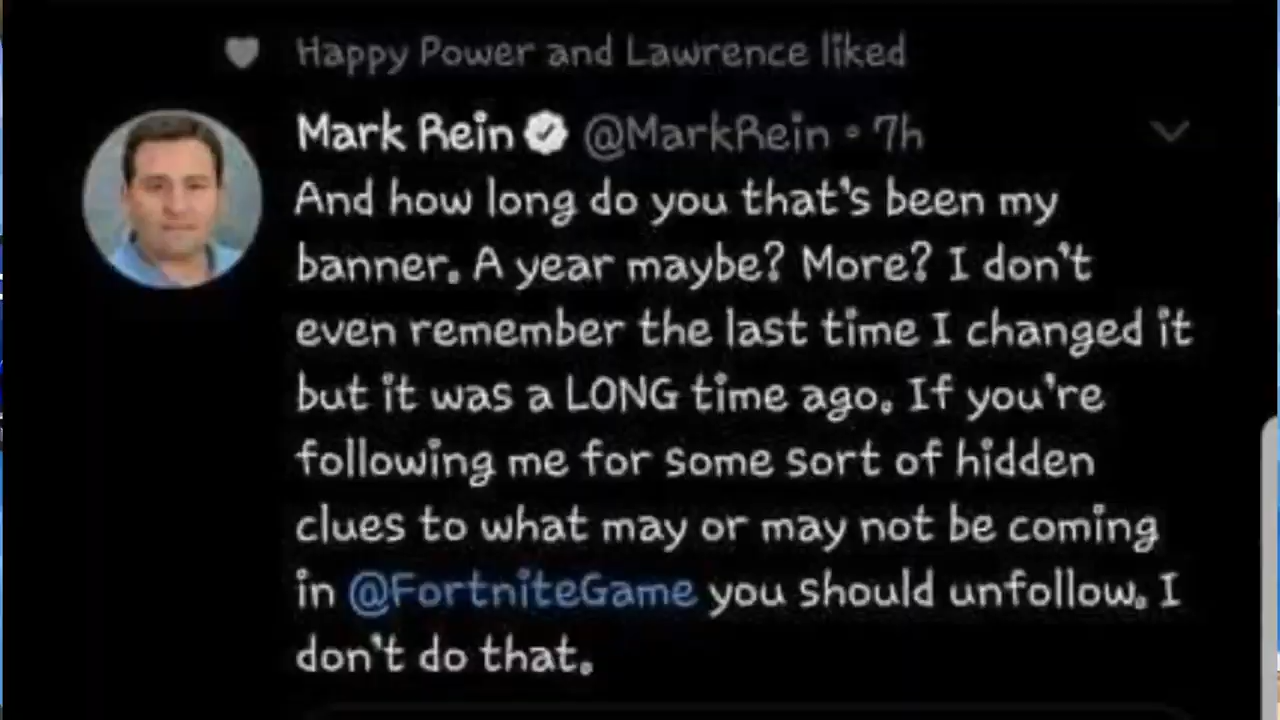 Happy Power and Lawrence liked
Mark Rein @MarkRein • 7h
And how long do you that's been my
banner. A year maybe? More? I don't
even remember the last time I changed it
but it was a LONG time ago. If you're
following me for some sort of hidden
clues to what may or may not be coming
in @FortniteGame you should unfollow. I
don't do that.